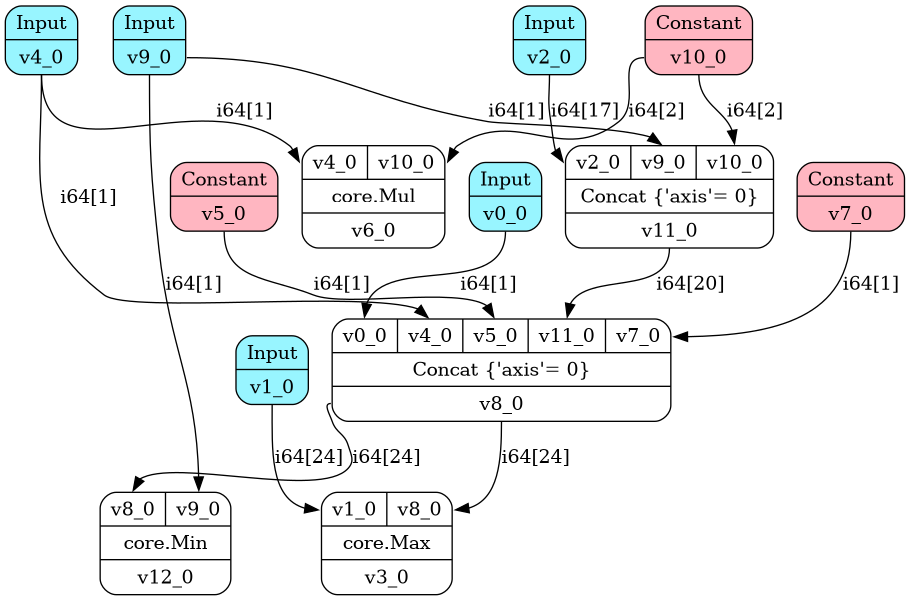 Input
v4_0
Input
v9_0
Input
v2_0
Constant
v10_0
i64[1]
i64[1]
i64[17]
i64[2]
i64[2]
v4_0 v10_0
core.Mul
v6_0
v2_0 v9_0 v10_0
Concat {'axis'= 0}
v11_0
Constant
v5_0
Input
v0_0
Constant
v7_0
i64[1]
i64[1]
i64[1]
i64[1]
i64[20]
i64[1]
v0_0 v4_0 v5_0 v11_0 v7_0
Concat {'axis'= 0}
v8_0
Input
v1_0
i64[24]
i64[24]
i64[24]
v8_0 v9_0
core.Min
v12_0
v1_0 v8_0
core.Max
v3_0